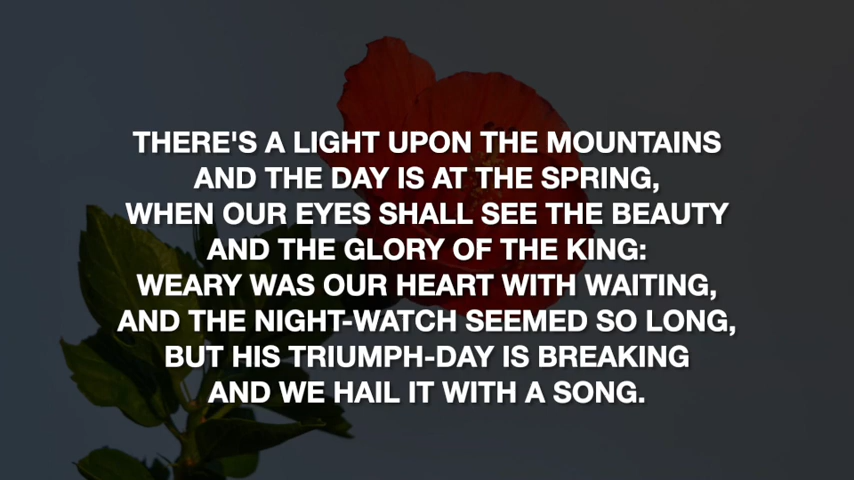 THERE'S A LIGHT UPON THE MOUNTAINS
AND THE DAY IS AT THE SPRING,
WHEN OUR EYES SHALL SEE THE BEAUTY
AND THE GLORY OF THE KING:
WEARY WAS OUR HEART WITH WAITING,
AND THE NIGHT-WATCH SEEMED SO LONG,
BUT HIS TRIUMPH-DAY IS BREAKING
AND WE HAIL IT WITH A SONG.